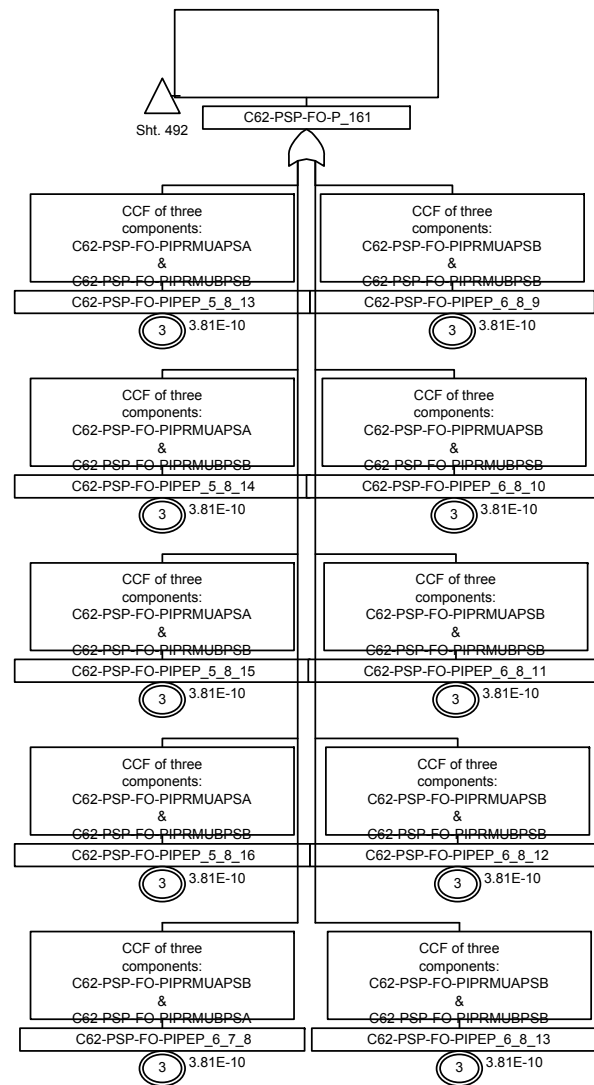 Sht. 492
C62-PSP-FO-P_161
CCF of three
components:
C62-PSP-FO-PIPRMUAPSA
&
C62-PSP-FO-PIPRMUBPSB
C62-PSP-FO-PIPEP_5_8_13
3
3.81E-10
CCF of three
components:
C62-PSP-FO-PIPRMUAPSB
&
C62-PSP-FO-PIPRMUBPSB
C62-PSP-FO-PIPEP_6_8_9
3
3.81E-10
CCF of three
components:
C62-PSP-FO-PIPRMUAPSA
&
C62-PSP-FO-PIPRMUBPSB
C62-PSP-FO-PIPEP_5_8_14
3
3.81E-10
CCF of three
components:
C62-PSP-FO-PIPRMUAPSB
&
C62-PSP-FO-PIPRMUBPSB
C62-PSP-FO-PIPEP_6_8_10
3
3.81E-10
CCF of three
components:
C62-PSP-FO-PIPRMUAPSA
&
C62-PSP-FO-PIPRMUBPSB
C62-PSP-FO-PIPEP_5_8_15
3
3.81E-10
CCF of three
components:
C62-PSP-FO-PIPRMUAPSB
&
C62-PSP-FO-PIPRMUBPSB
C62-PSP-FO-PIPEP_6_8_11
3
3.81E-10
CCF of three
components:
C62-PSP-FO-PIPRMUAPSA
&
C62-PSP-FO-PIPRMUBPSB
C62-PSP-FO-PIPEP_5_8_16
3
3.81E-10
CCF of three
components:
C62-PSP-FO-PIPRMUAPSB
&
C62-PSP-FO-PIPRMUBPSB
C62-PSP-FO-PIPEP_6_8_12
3
3.81E-10
CCF of three
components:
C62-PSP-FO-PIPRMUAPSB
&
C62-PSP-FO-PIPRMUBPSA
C62-PSP-FO-PIPEP_6_7_8
3
3.81E-10
CCF of three
components:
C62-PSP-FO-PIPRMUAPSB
&
C62-PSP-FO-PIPRMUBPSB
C62-PSP-FO-PIPEP_6_8_13
3
3.81E-10